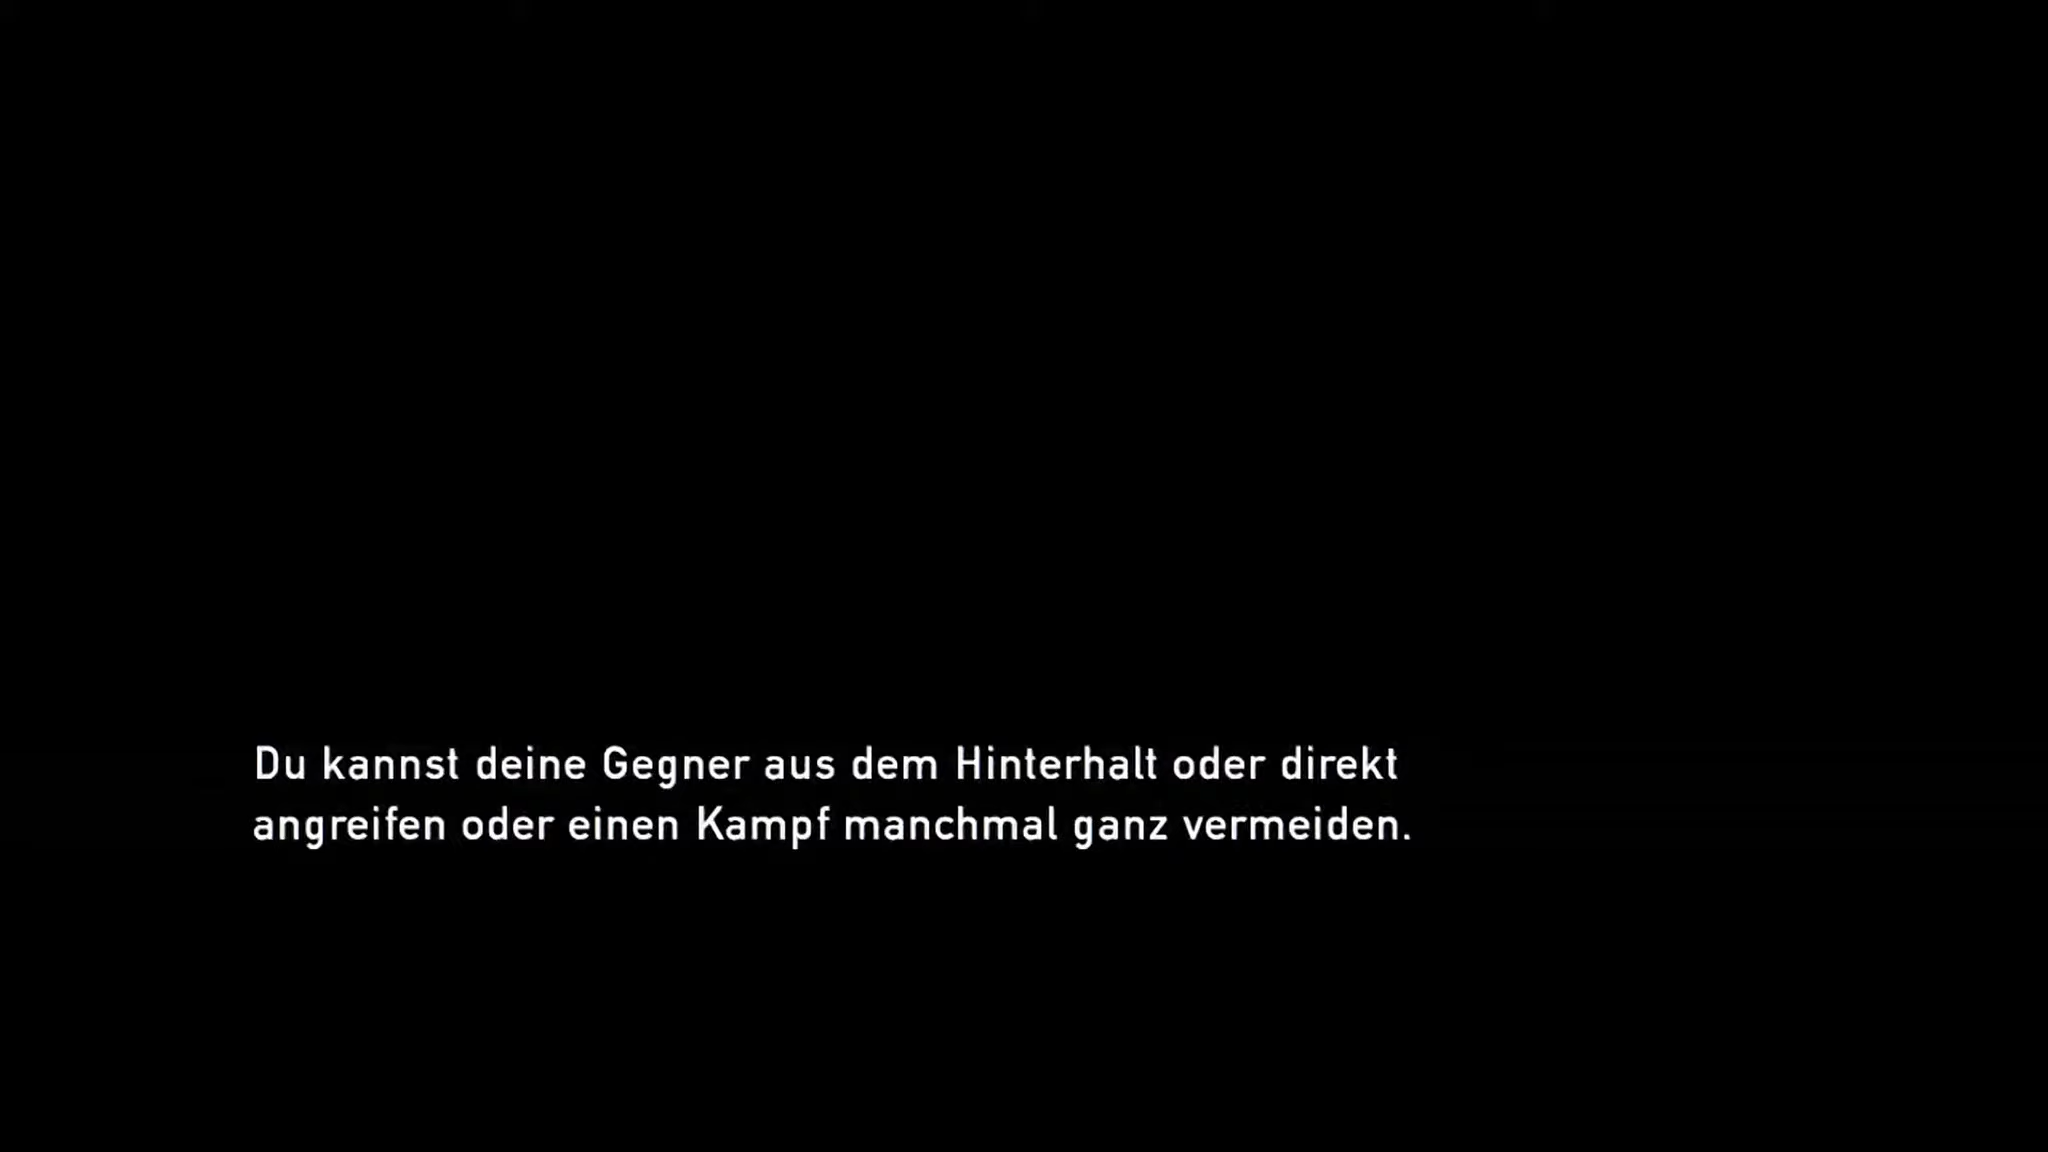 Du kannst deine Gegner aus dem Hinterhalt oder direkt
angreifen oder einen Kampf manchmal ganz vermeiden.